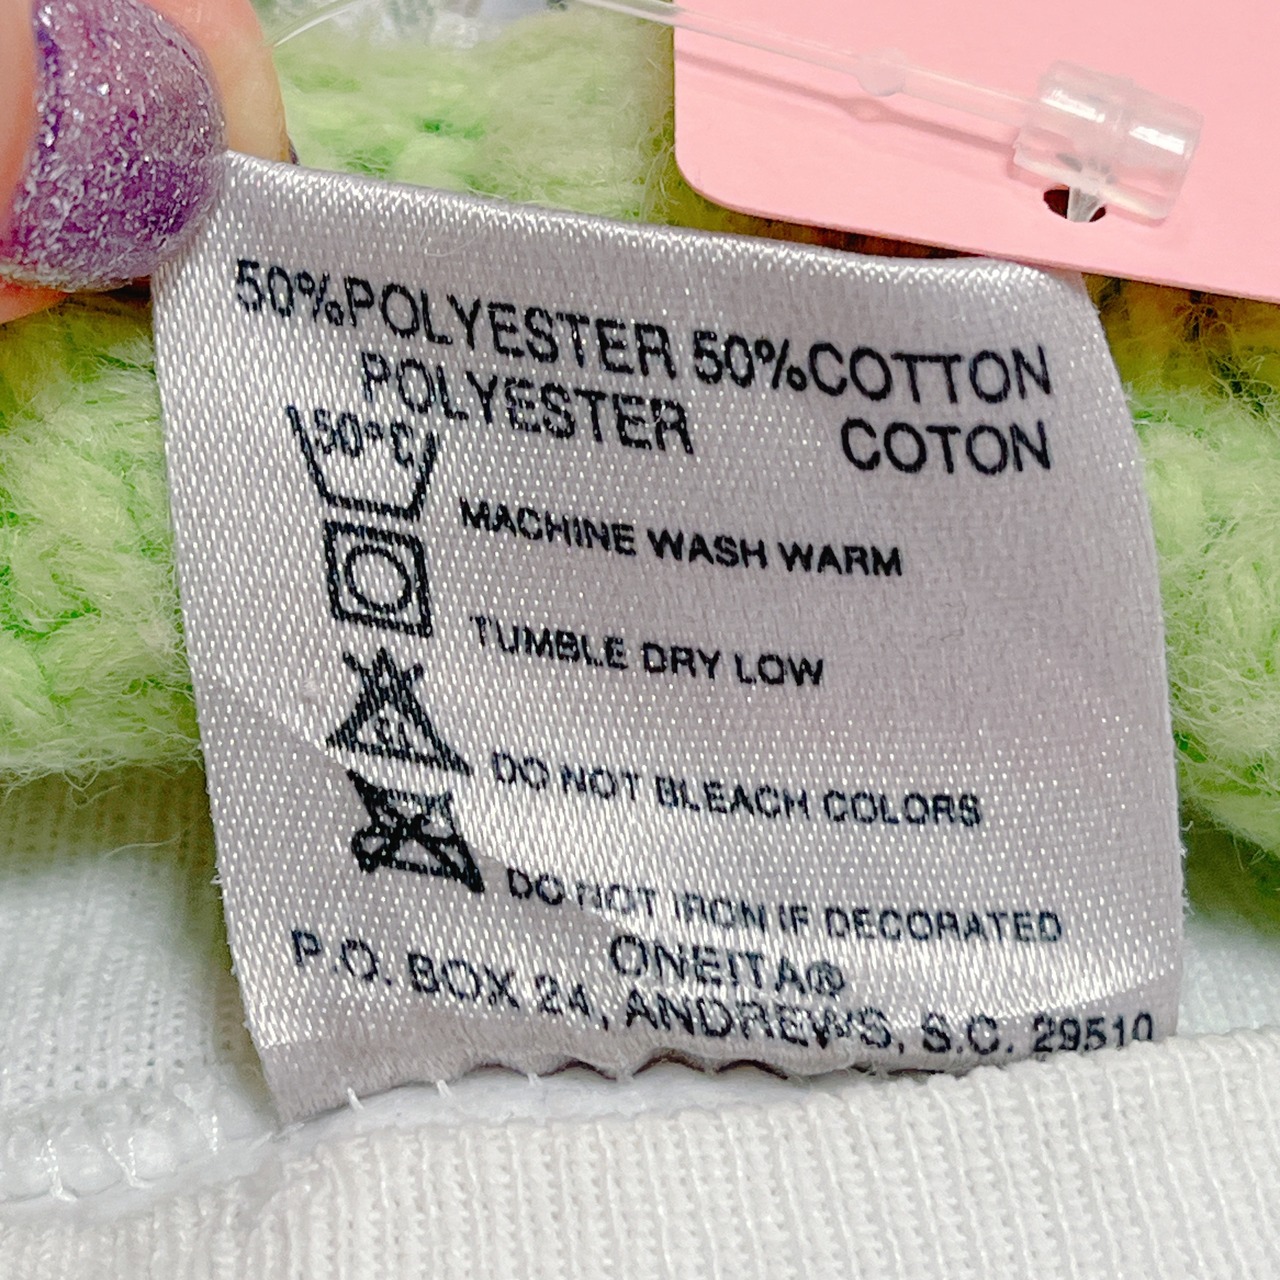 50%POLYESTER 50%COTTON
POLYESTER COTON
50°C
MACHINE WASH WARM
TUMBLE DRY LOW
CL
DO NOT BLEACH COLORS
DO NOT IRON IF DECORATED
ONEITA®
P.O. BOX 24, ANDREWS, S.C. 29510